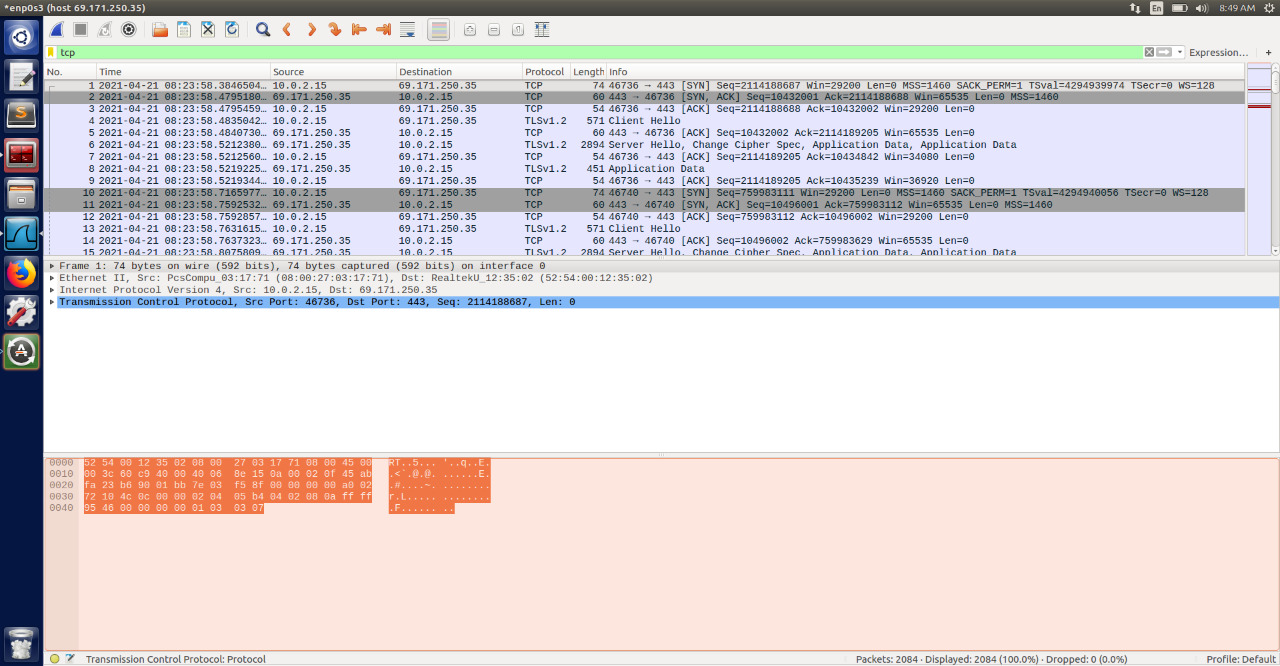 *enp0s3 (host 69.171.250.35) En 8:49 AM
tcp Expression… +
No. Time Source Destination Protocol Length Info
1 2021-04-21 08:23:58.3846504… 10.0.2.15 69.171.250.35 TCP 74 46736 → 443 [SYN] Seq=2114188687 Win=29200 Len=0 MSS=1460 SACK_PERM=1 TSval=4294939974 TSecr=0 WS=128
2 2021-04-21 08:23:58.4795180… 69.171.250.35 10.0.2.15 TCP 60 443 → 46736 [SYN, ACK] Seq=10432001 Ack=2114188688 Win=65535 Len=0 MSS=1460
3 2021-04-21 08:23:58.4795459… 10.0.2.15 69.171.250.35 TCP 54 46736 → 443 [ACK] Seq=2114188688 Ack=10432002 Win=29200 Len=0
4 2021-04-21 08:23:58.4835042… 10.0.2.15 69.171.250.35 TLSv1.2 571 Client Hello
5 2021-04-21 08:23:58.4840730… 69.171.250.35 10.0.2.15 TCP 60 443 → 46736 [ACK] Seq=10432002 Ack=2114189205 Win=65535 Len=0
6 2021-04-21 08:23:58.5212380… 69.171.250.35 10.0.2.15 TLSv1.2 2894 Server Hello, Change Cipher Spec, Application Data, Application Data
7 2021-04-21 08:23:58.5212560… 10.0.2.15 69.171.250.35 TCP 54 46736 → 443 [ACK] Seq=2114189205 Ack=10434842 Win=34080 Len=0
8 2021-04-21 08:23:58.5219225… 69.171.250.35 10.0.2.15 TLSv1.2 451 Application Data
9 2021-04-21 08:23:58.5219344… 10.0.2.15 69.171.250.35 TCP 54 46736 → 443 [ACK] Seq=2114189205 Ack=10435239 Win=36920 Len=0
10 2021-04-21 08:23:58.7165977… 10.0.2.15 69.171.250.35 TCP 74 46740 → 443 [SYN] Seq=759983111 Win=29200 Len=0 MSS=1460 SACK_PERM=1 TSval=4294940056 TSecr=0 WS=128
11 2021-04-21 08:23:58.7592532… 69.171.250.35 10.0.2.15 TCP 60 443 → 46740 [SYN, ACK] Seq=10496001 Ack=759983112 Win=65535 Len=0 MSS=1460
12 2021-04-21 08:23:58.7592857… 10.0.2.15 69.171.250.35 TCP 54 46740 → 443 [ACK] Seq=759983112 Ack=10496002 Win=29200 Len=0
13 2021-04-21 08:23:58.7631615… 10.0.2.15 69.171.250.35 TLSv1.2 571 Client Hello
14 2021-04-21 08:23:58.7637323… 69.171.250.35 10.0.2.15 TCP 60 443 → 46740 [ACK] Seq=10496002 Ack=759983629 Win=65535 Len=0
15 2021-04-21 08:23:58.8075809… 69.171.250.35 10.0.2.15 TLSv1.2 2894 Server Hello, Change Cipher Spec, Application Data, Application Data
Frame 1: 74 bytes on wire (592 bits), 74 bytes captured (592 bits) on interface 0
Ethernet II, Src: PcsCompu_03:17:71 (08:00:27:03:17:71), Dst: RealtekU_12:35:02 (52:54:00:12:35:02)
Internet Protocol Version 4, Src: 10.0.2.15, Dst: 69.171.250.35
Transmission Control Protocol, Src Port: 46736, Dst Port: 443, Seq: 2114188687, Len: 0
0000 52 54 00 12 35 02 08 00 27 03 17 71 08 00 45 00 RT..5... '..q..E.
0010 00 3c 60 c9 40 00 40 06 8e 15 0a 00 02 0f 45 ab .<`.@.@. ......E.
0020 fa 23 b6 90 01 bb 7e 03 f5 8f 00 00 00 00 a0 02 .#....~. ........
0030 72 10 4c 0c 00 00 02 04 05 b4 04 02 08 0a ff ff r.L..... ........
0040 95 46 00 00 00 00 01 03 03 07 .F...... ..
Transmission Control Protocol: Protocol Packets: 2084 · Displayed: 2084 (100.0%) · Dropped: 0 (0.0%) Profile: Default